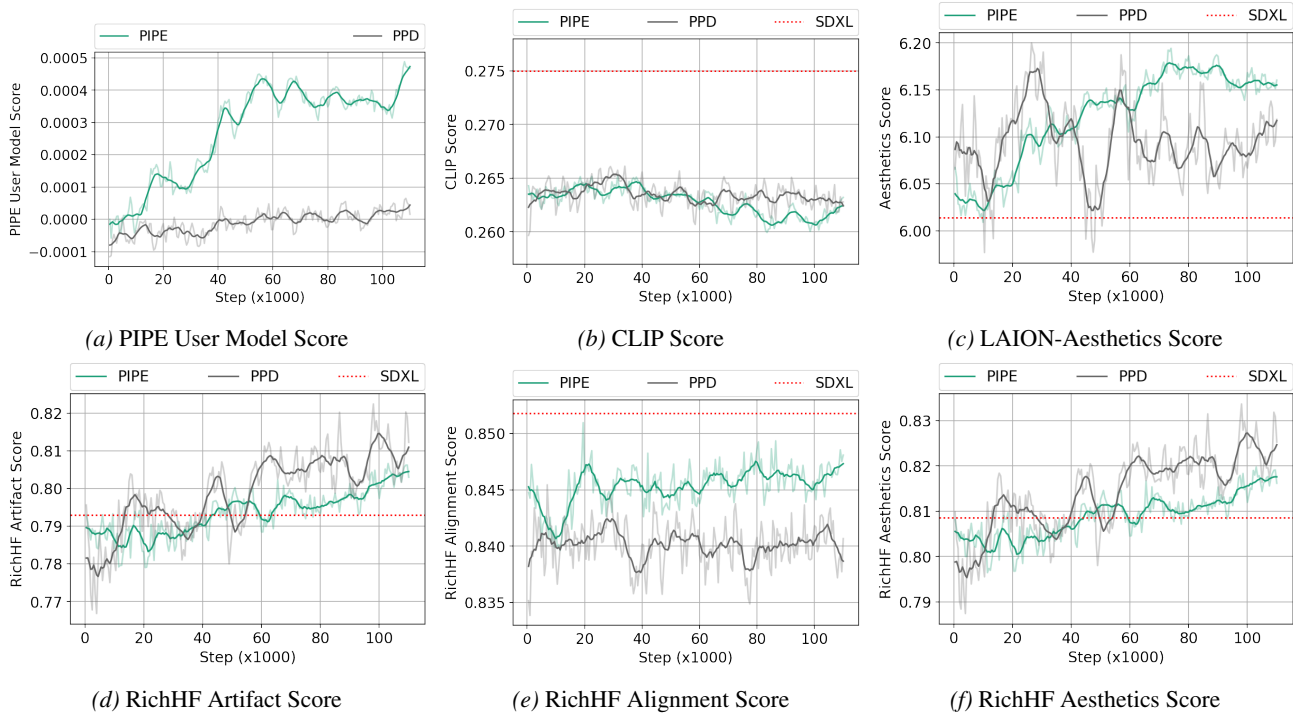 PIPE PPD
PIPE User Model Score
0.0005
0.0004
0.0003
0.0002
0.0001
0.0000
−0.0001
0 20 40 60 80 100
Step (x1000)
(a) PIPE User Model Score
PIPE PPD SDXL
CLIP Score
0.275
0.270
0.265
0.260
0 20 40 60 80 100
Step (x1000)
(b) CLIP Score
PIPE PPD SDXL
Aesthetics Score
6.20
6.15
6.10
6.05
6.00
0 20 40 60 80 100
Step (x1000)
(c) LAION-Aesthetics Score
PIPE PPD SDXL
RichHF Artifact Score
0.82
0.81
0.80
0.79
0.78
0.77
0 20 40 60 80 100
Step (x1000)
(d) RichHF Artifact Score
PIPE PPD SDXL
RichHF Alignment Score
0.850
0.845
0.840
0.835
0 20 40 60 80 100
Step (x1000)
(e) RichHF Alignment Score
PIPE PPD SDXL
RichHF Aesthetics Score
0.83
0.82
0.81
0.80
0.79
0 20 40 60 80 100
Step (x1000)
(f) RichHF Aesthetics Score